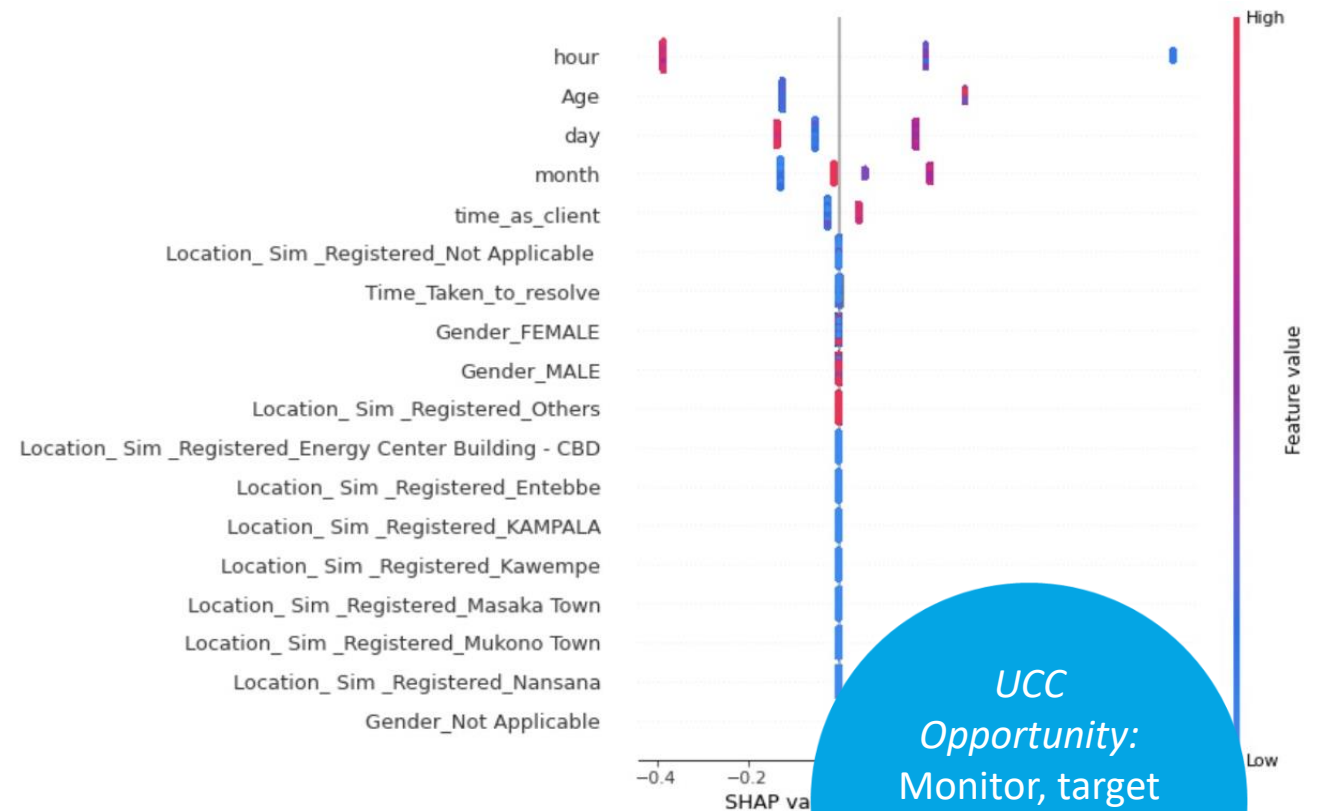 High
hour
Age
day
month
time_as_client
Location_ Sim _Registered_Not Applicable
Time_Taken_to_resolve
Gender_FEMALE
Gender_MALE
Location_ Sim _Registered_Others
Location_ Sim _Registered_Energy Center Building - CBD
Location_ Sim _Registered_Entebbe
Location_ Sim _Registered_KAMPALA
Location_ Sim _Registered_Kawempe
Location_ Sim _Registered_Masaka Town
Location_ Sim _Registered_Mukono Town
Location_ Sim _Registered_Nansana
Gender_Not Applicable
Feature value
Low
−0.4 −0.2
SHAP va
UCC
Opportunity:
Monitor, target